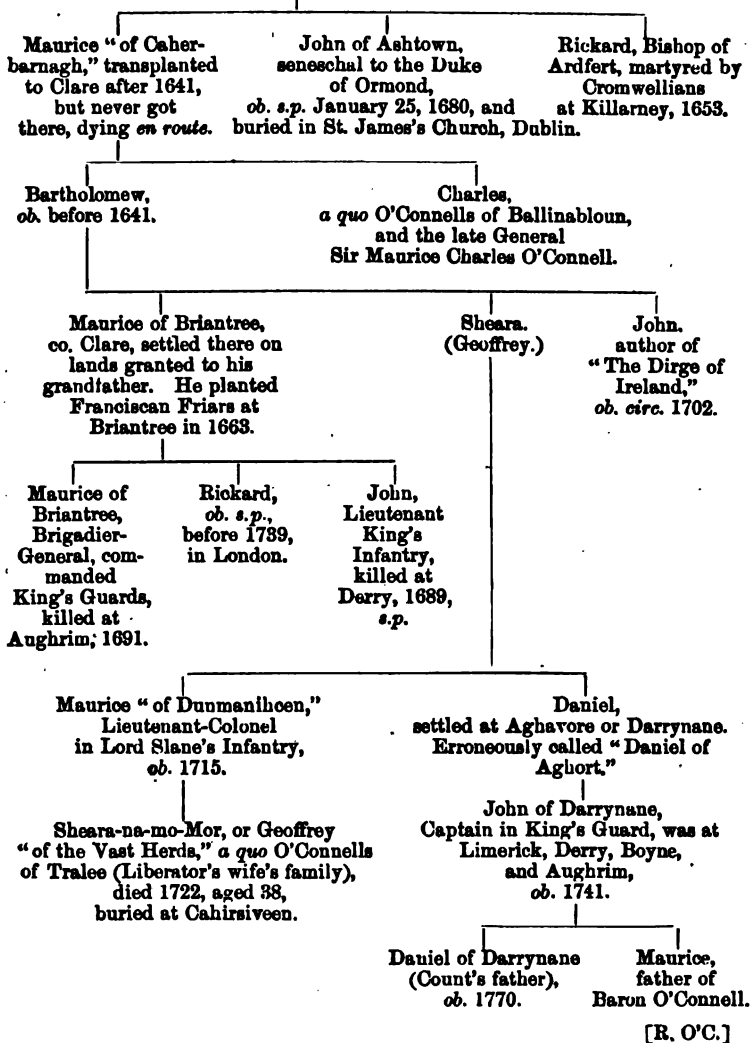 Maurice “of Caher-
barnagh,” transplanted
to Clare after 1641,
but never got
there, dying en route.
John of Ashtown,
seneschal to the Duke
of Ormond,
ob. s.p. January 25, 1680, and
buried in St. James's Church, Dublin.
Rickard, Bishop of
Ardfert, martyred by
Cromwellians
at Killarney, 1653.
Bartholomew,
ob. before 1641.
Charles,
a quo O'Connells of Ballinabloun,
and the late General
Sir Maurice Charles O'Connell.
Maurice of Briantree,
co. Clare, settled there on
lands granted to his
grandfather. He planted
Franciscan Friars at
Briantree in 1663.
Sheara.
(Geoffrey.)
John.
author of
“The Dirge of
Ireland,”
ob. circ. 1702.
Maurice of
Briantree,
Brigadier-
General, com-
manded
King's Guards,
killed at
Aughrim, 1691.
Rickard,
ob. s.p.,
before 1739,
in London.
John,
Lieutenant
King's
Infantry,
killed at
Derry, 1689,
s.p.
Maurice “of Dunmanihoen,”
Lieutenant-Colonel
in Lord Slane's Infantry,
ob. 1715.
Daniel,
settled at Aghavore or Darrynane.
Erroneously called “Daniel of
Aghort.”
Sheara-na-mo-Mor, or Geoffrey
“of the Vast Herds,” a quo O'Connells
of Tralee (Liberator's wife's family),
died 1722, aged 38,
buried at Cahirsiveen.
John of Darrynane,
Captain in King's Guard, was at
Limerick, Derry, Boyne,
and Aughrim,
ob. 1741.
Daniel of Darrynane
(Count's father),
ob. 1770.
Maurice,
father of
Baron O'Connell.
[R. O'C.]